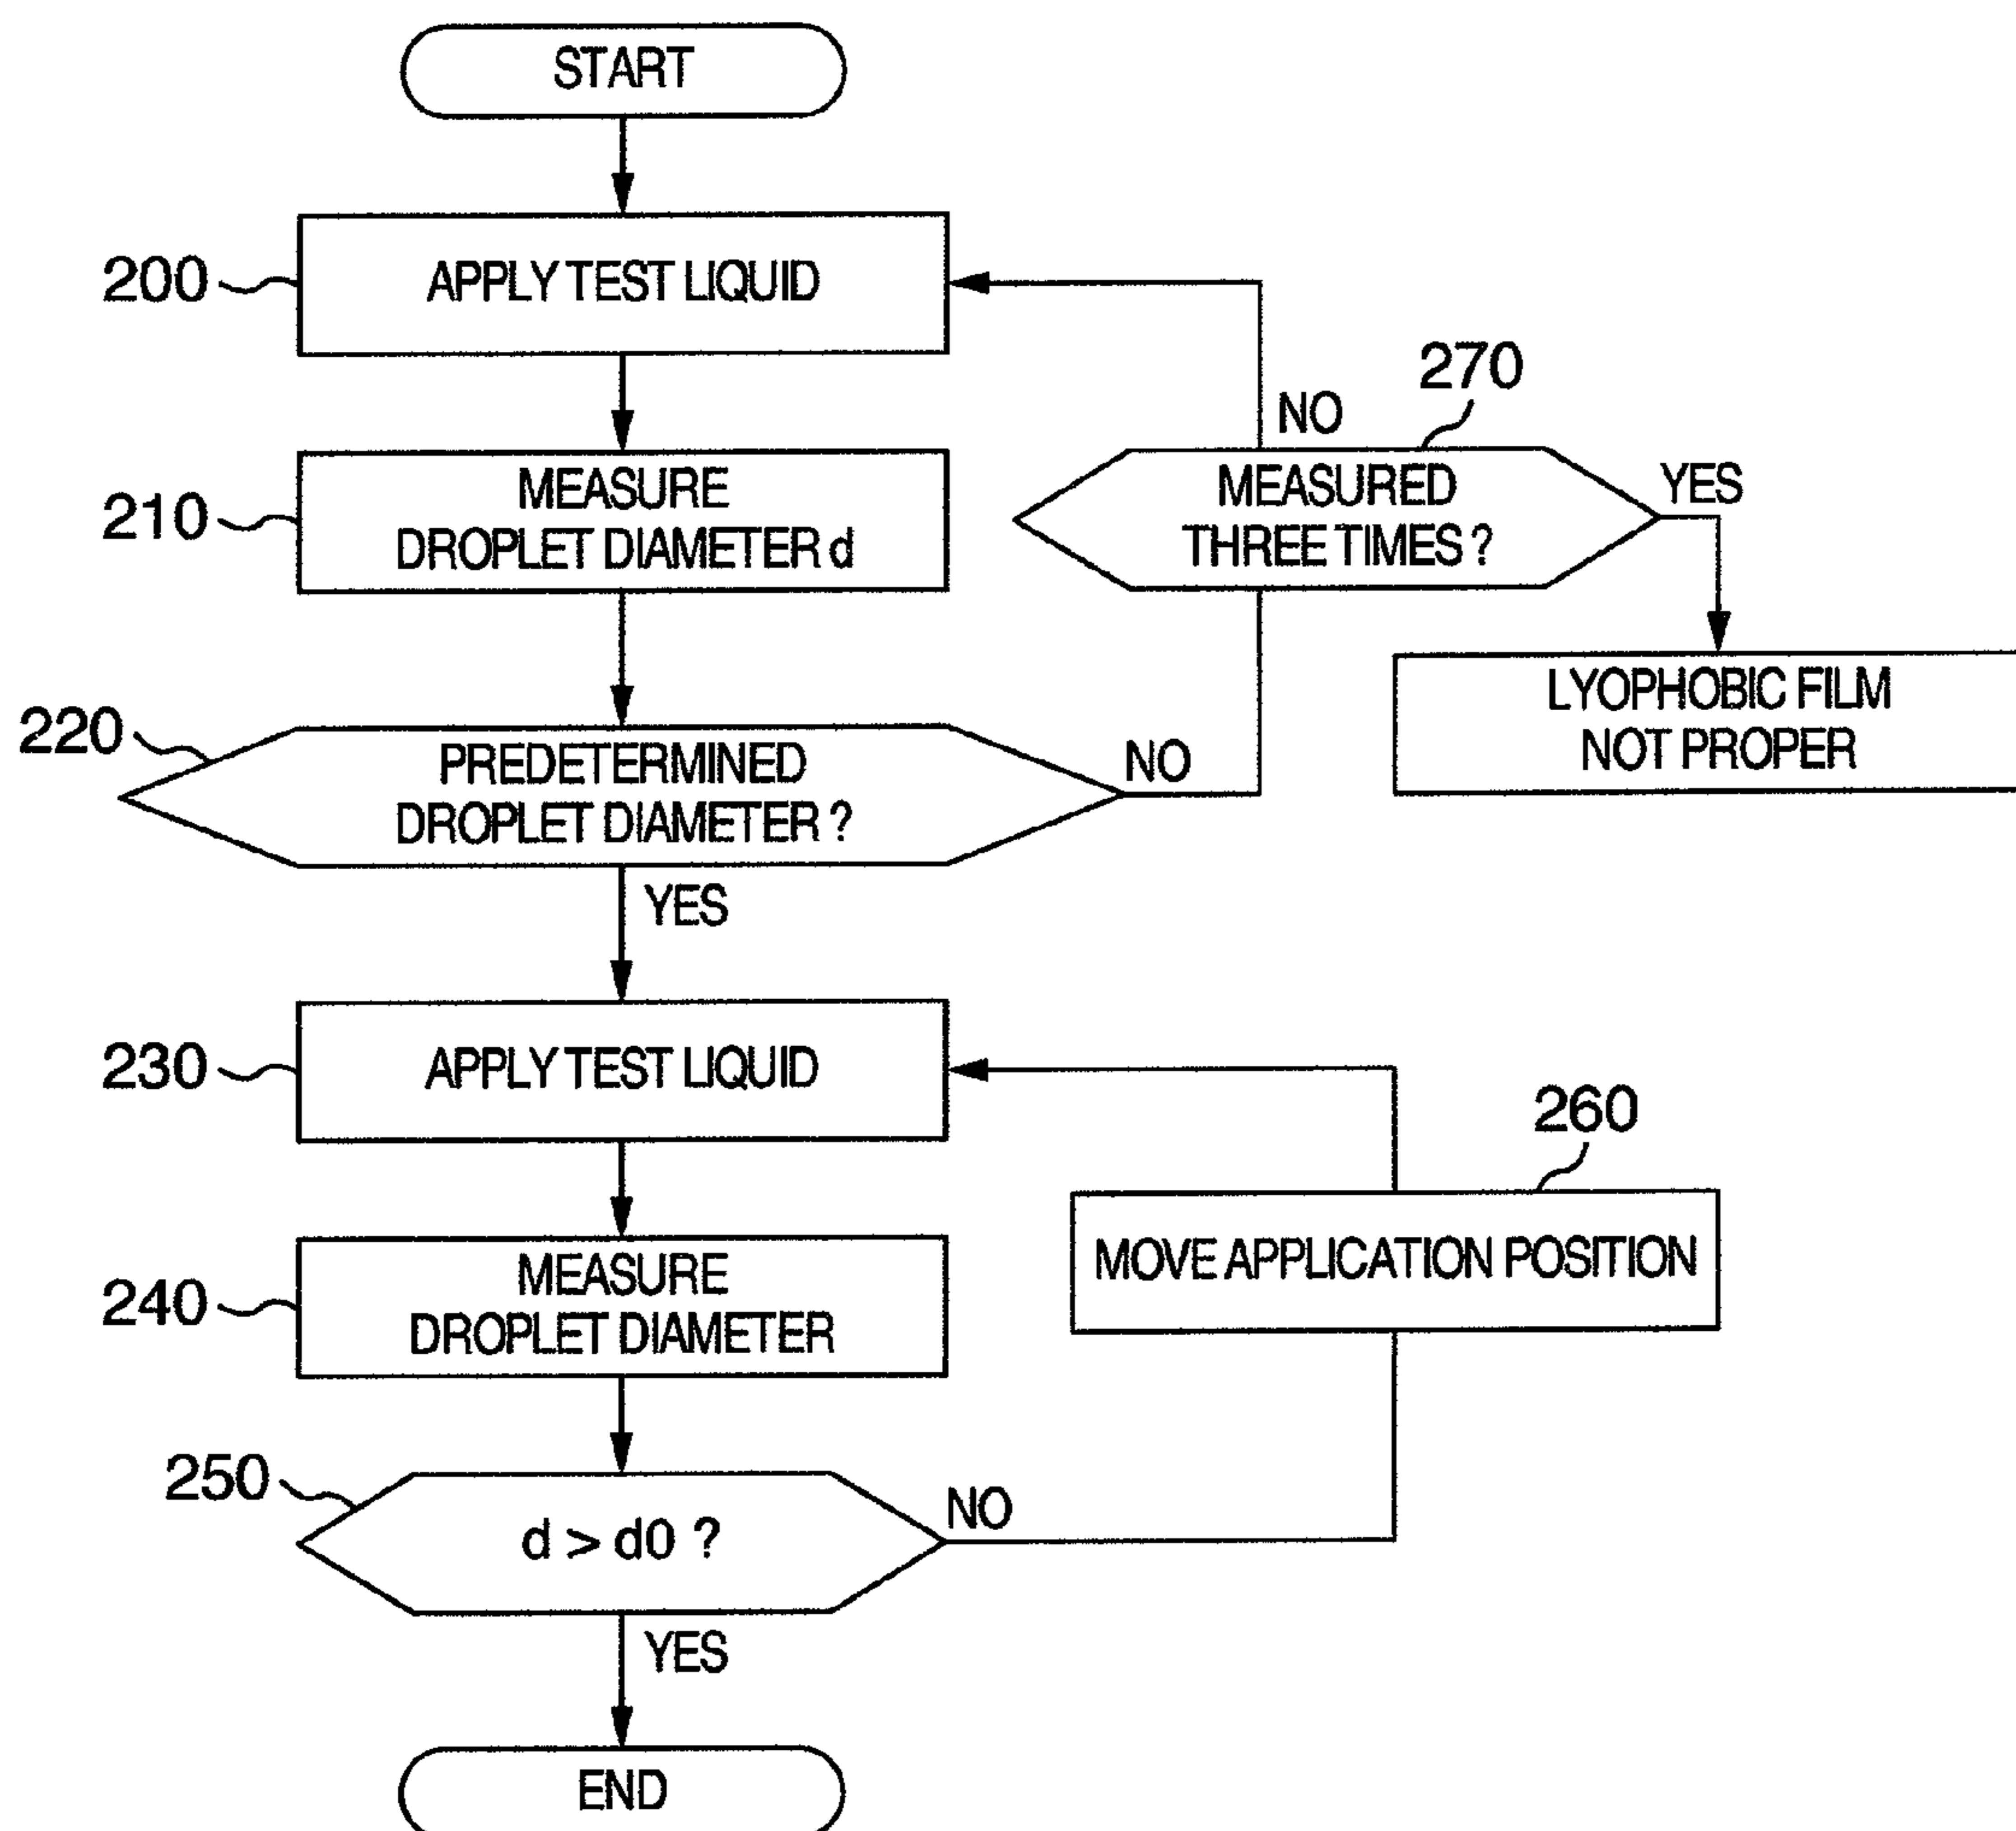 START
200
APPLY TEST LIQUID
270
NO
210
MEASURE
DROPLET DIAMETER d
MEASURED
THREE TIMES ?
YES
LYOPHOBIC FILM
NOT PROPER
220
PREDETERMINED
DROPLET DIAMETER ?
NO
YES
230
APPLY TEST LIQUID
260
MOVE APPLICATION POSITION
240
MEASURE
DROPLET DIAMETER
250
d > d0 ?
NO
YES
END